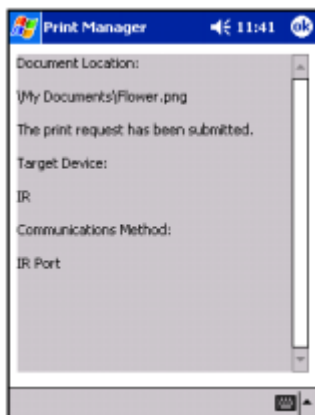 Print Manager 11:41 ok
Document Location:
\My Documents\Flower.png
The print request has been submitted.
Target Device:
IR
Communications Method:
IR Port